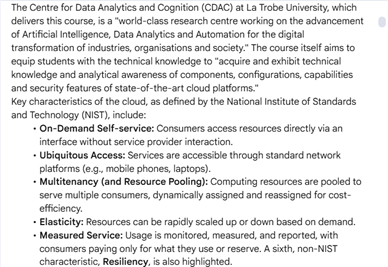 The Centre for Data Analytics and Cognition (CDAC) at La Trobe University, which
delivers this course, is a "world-class research centre working on the advancement
of Artificial Intelligence, Data Analytics and Automation for the digital
transformation of industries, organisations and society." The course itself aims to
equip students with the technical knowledge to "acquire and exhibit technical
knowledge and analytical awareness of components, configurations, capabilities
and security features of state-of-the-art cloud platforms."
Key characteristics of the cloud, as defined by the National Institute of Standards
and Technology (NIST), include:
• On-Demand Self-service: Consumers access resources directly via an
interface without service provider interaction.
• Ubiquitous Access: Services are accessible through standard network
platforms (e.g., mobile phones, laptops).
• Multitenancy (and Resource Pooling): Computing resources are pooled to
serve multiple consumers, dynamically assigned and reassigned for cost-
efficiency.
• Elasticity: Resources can be rapidly scaled up or down based on demand.
• Measured Service: Usage is monitored, measured, and reported, with
consumers paying only for what they use or reserve. A sixth, non-NIST
characteristic, Resiliency, is also highlighted.